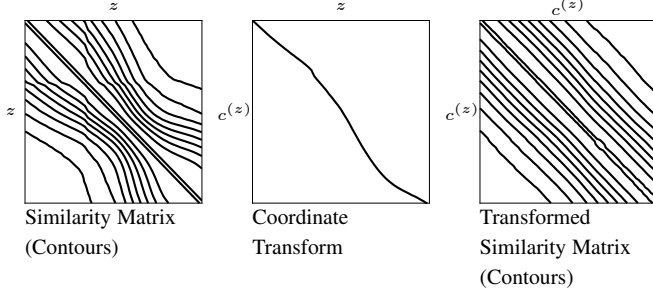 z
z
c^(z)
z
c^(z)
c^(z)
Similarity Matrix
(Contours)
Coordinate
Transform
Transformed
Similarity Matrix
(Contours)